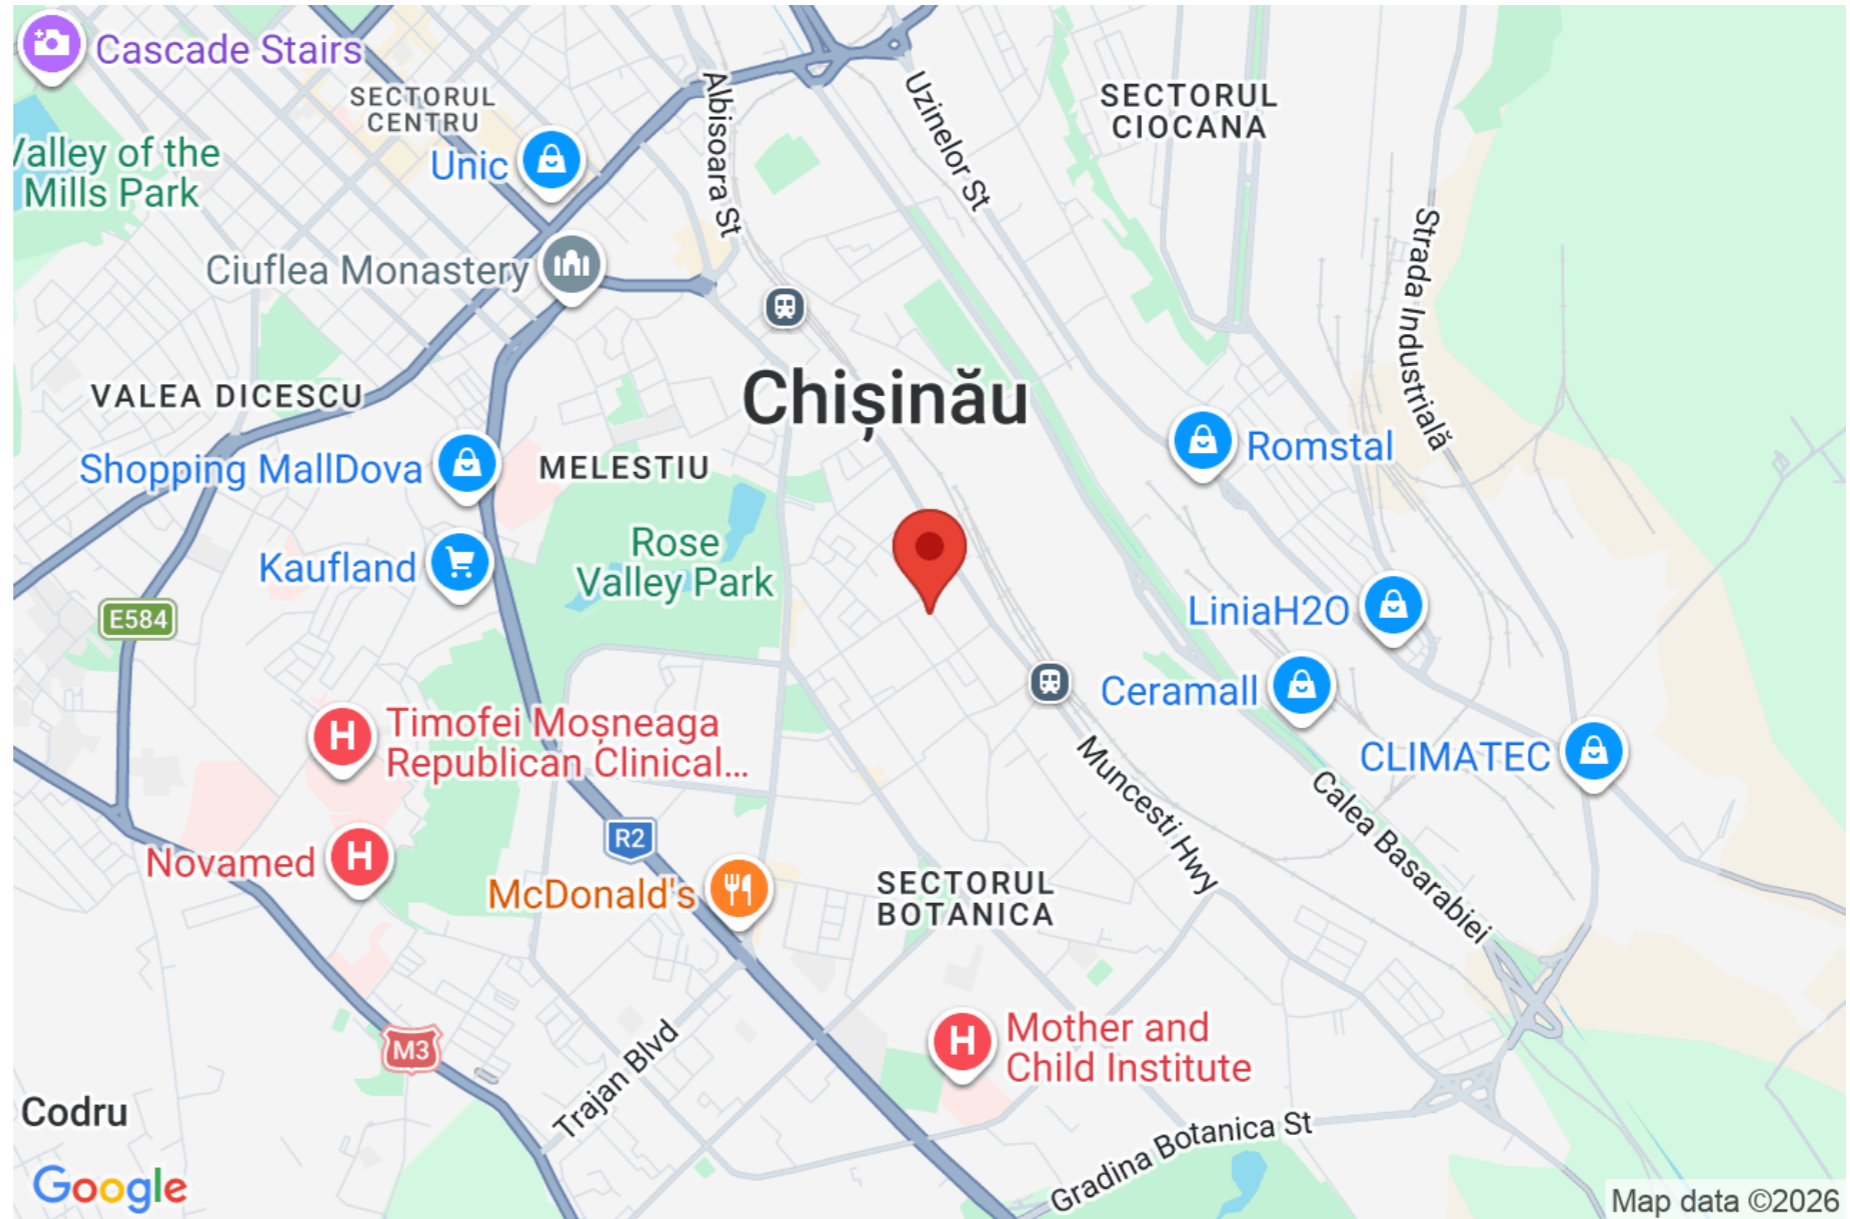 Cascade Stairs
SECTORUL
CENTRU
Valley of the
Mills Park
Unic
Albisoara St
Uzinelor St
SECTORUL
CIOCANA
Ciuflea Monastery
Strada Industrială
VALEA DICESCU
Chișinău
Shopping MallDova
MELESTIU
Romstal
Rose
Valley Park
Kaufland
E584
LiniaH2O
Ceramall
Timofei Moșneaga
Republican Clinical...
CLIMATEC
Muncesti Hwy
Calea Basarabiei
R2
Novamed
McDonald's
SECTORUL
BOTANICA
M3
Mother and
Child Institute
Trajan Blvd
Codru
Gradina Botanica St
Google
Map data ©2026